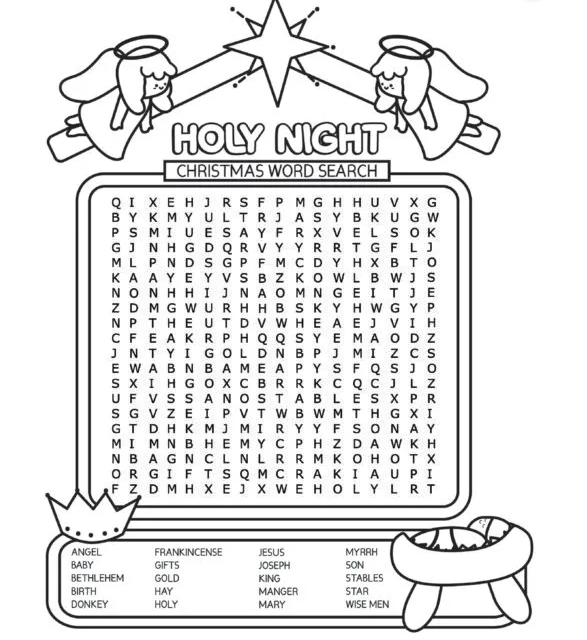 HOLY NIGHT
CHRISTMAS WORD SEARCH
Q I X E H J R S F P M G H H U V X G
B Y K M Y U L T R J A S Y B K U G W
P S M I U E S A Y F R X V E L S O K
G J N H G D Q R V Y Y R R T G F L J
M L P N D S G P F M C D Y H X B T O
K A A Y E Y V S B Z K O W L B W J S
N O N H H I J N A O M N G E I T J E
Z D M G W U R H H B S K Y H W G Y P
N P T H E U T D V W H E A E J V I H
C F E A K R P H Q Q S Y E M A O D Z
J N T Y I G O L D N B P J M I Z C S
E W A B N B A M E A P Y S F Q S J O
S X I H G O X C B R R K C Q C J L Z
U F V S S A N O S T A B L E S X P R
S G V Z E I P V T W B W M T H G X I
G T D H K M J M I R Y Y F S O N A Y
M I M N B H E M Y C P H Z D A W K H
N B A G N C L N L R R M K O H O T X
O R G I F T S Q M C R A K I A U P I
F Z D M H X E J X W E H O L Y L R T
ANGEL FRANKINCENSE JESUS MYRRH
BABY GIFTS JOSEPH SON
BETHLEHEM GOLD KING STABLES
BIRTH HAY MANGER STAR
DONKEY HOLY MARY WISE MEN